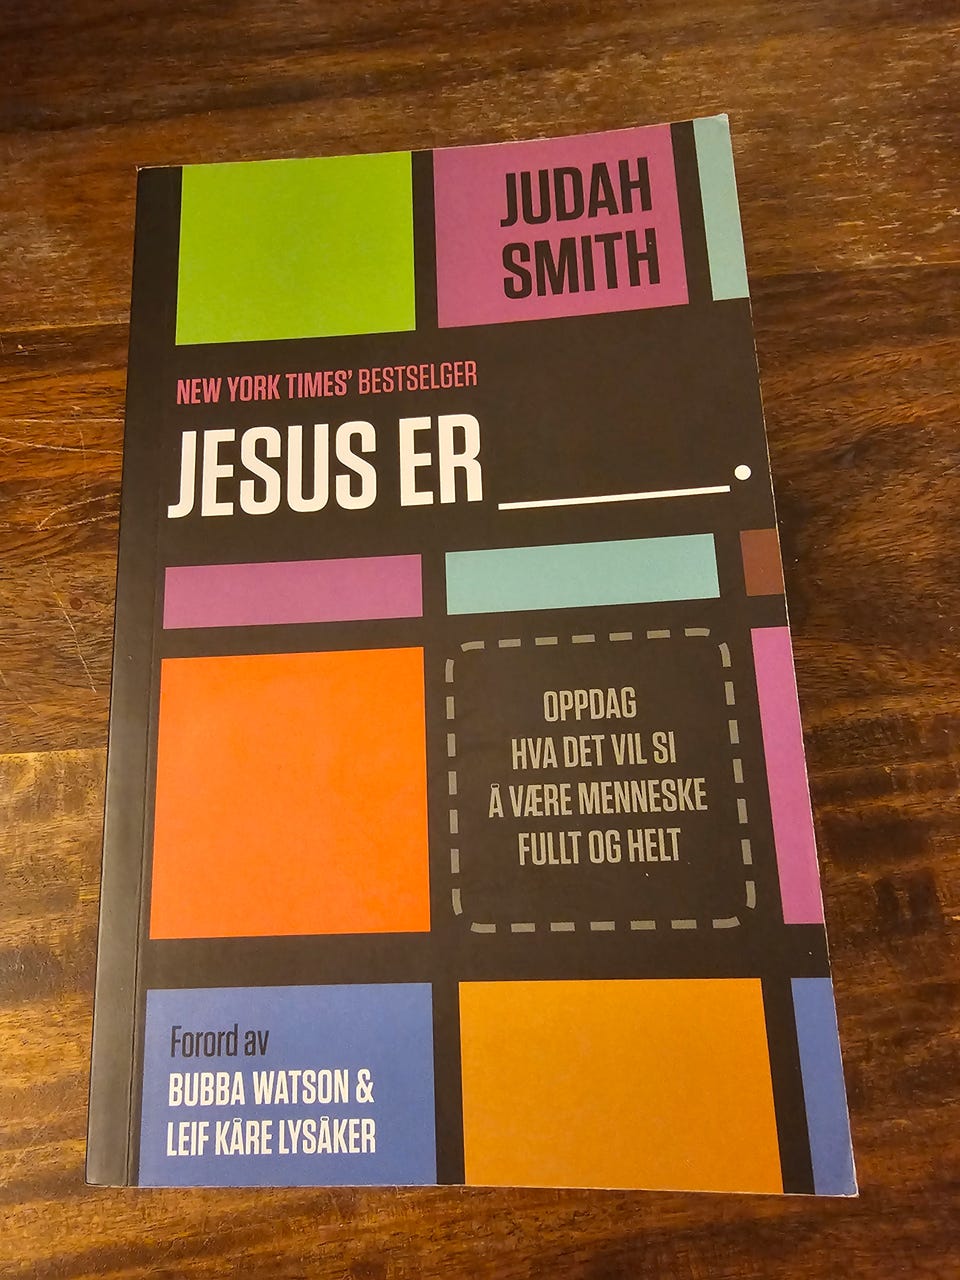 JUDAH
SMITH
NEW YORK TIMES' BESTSELGER
JESUS ER _____.
OPPDAG
HVA DET VIL SI
Å VÆRE MENNESKE
FULLT OG HELT
Forord av
BUBBA WATSON &
LEIF KÅRE LYSÅKER